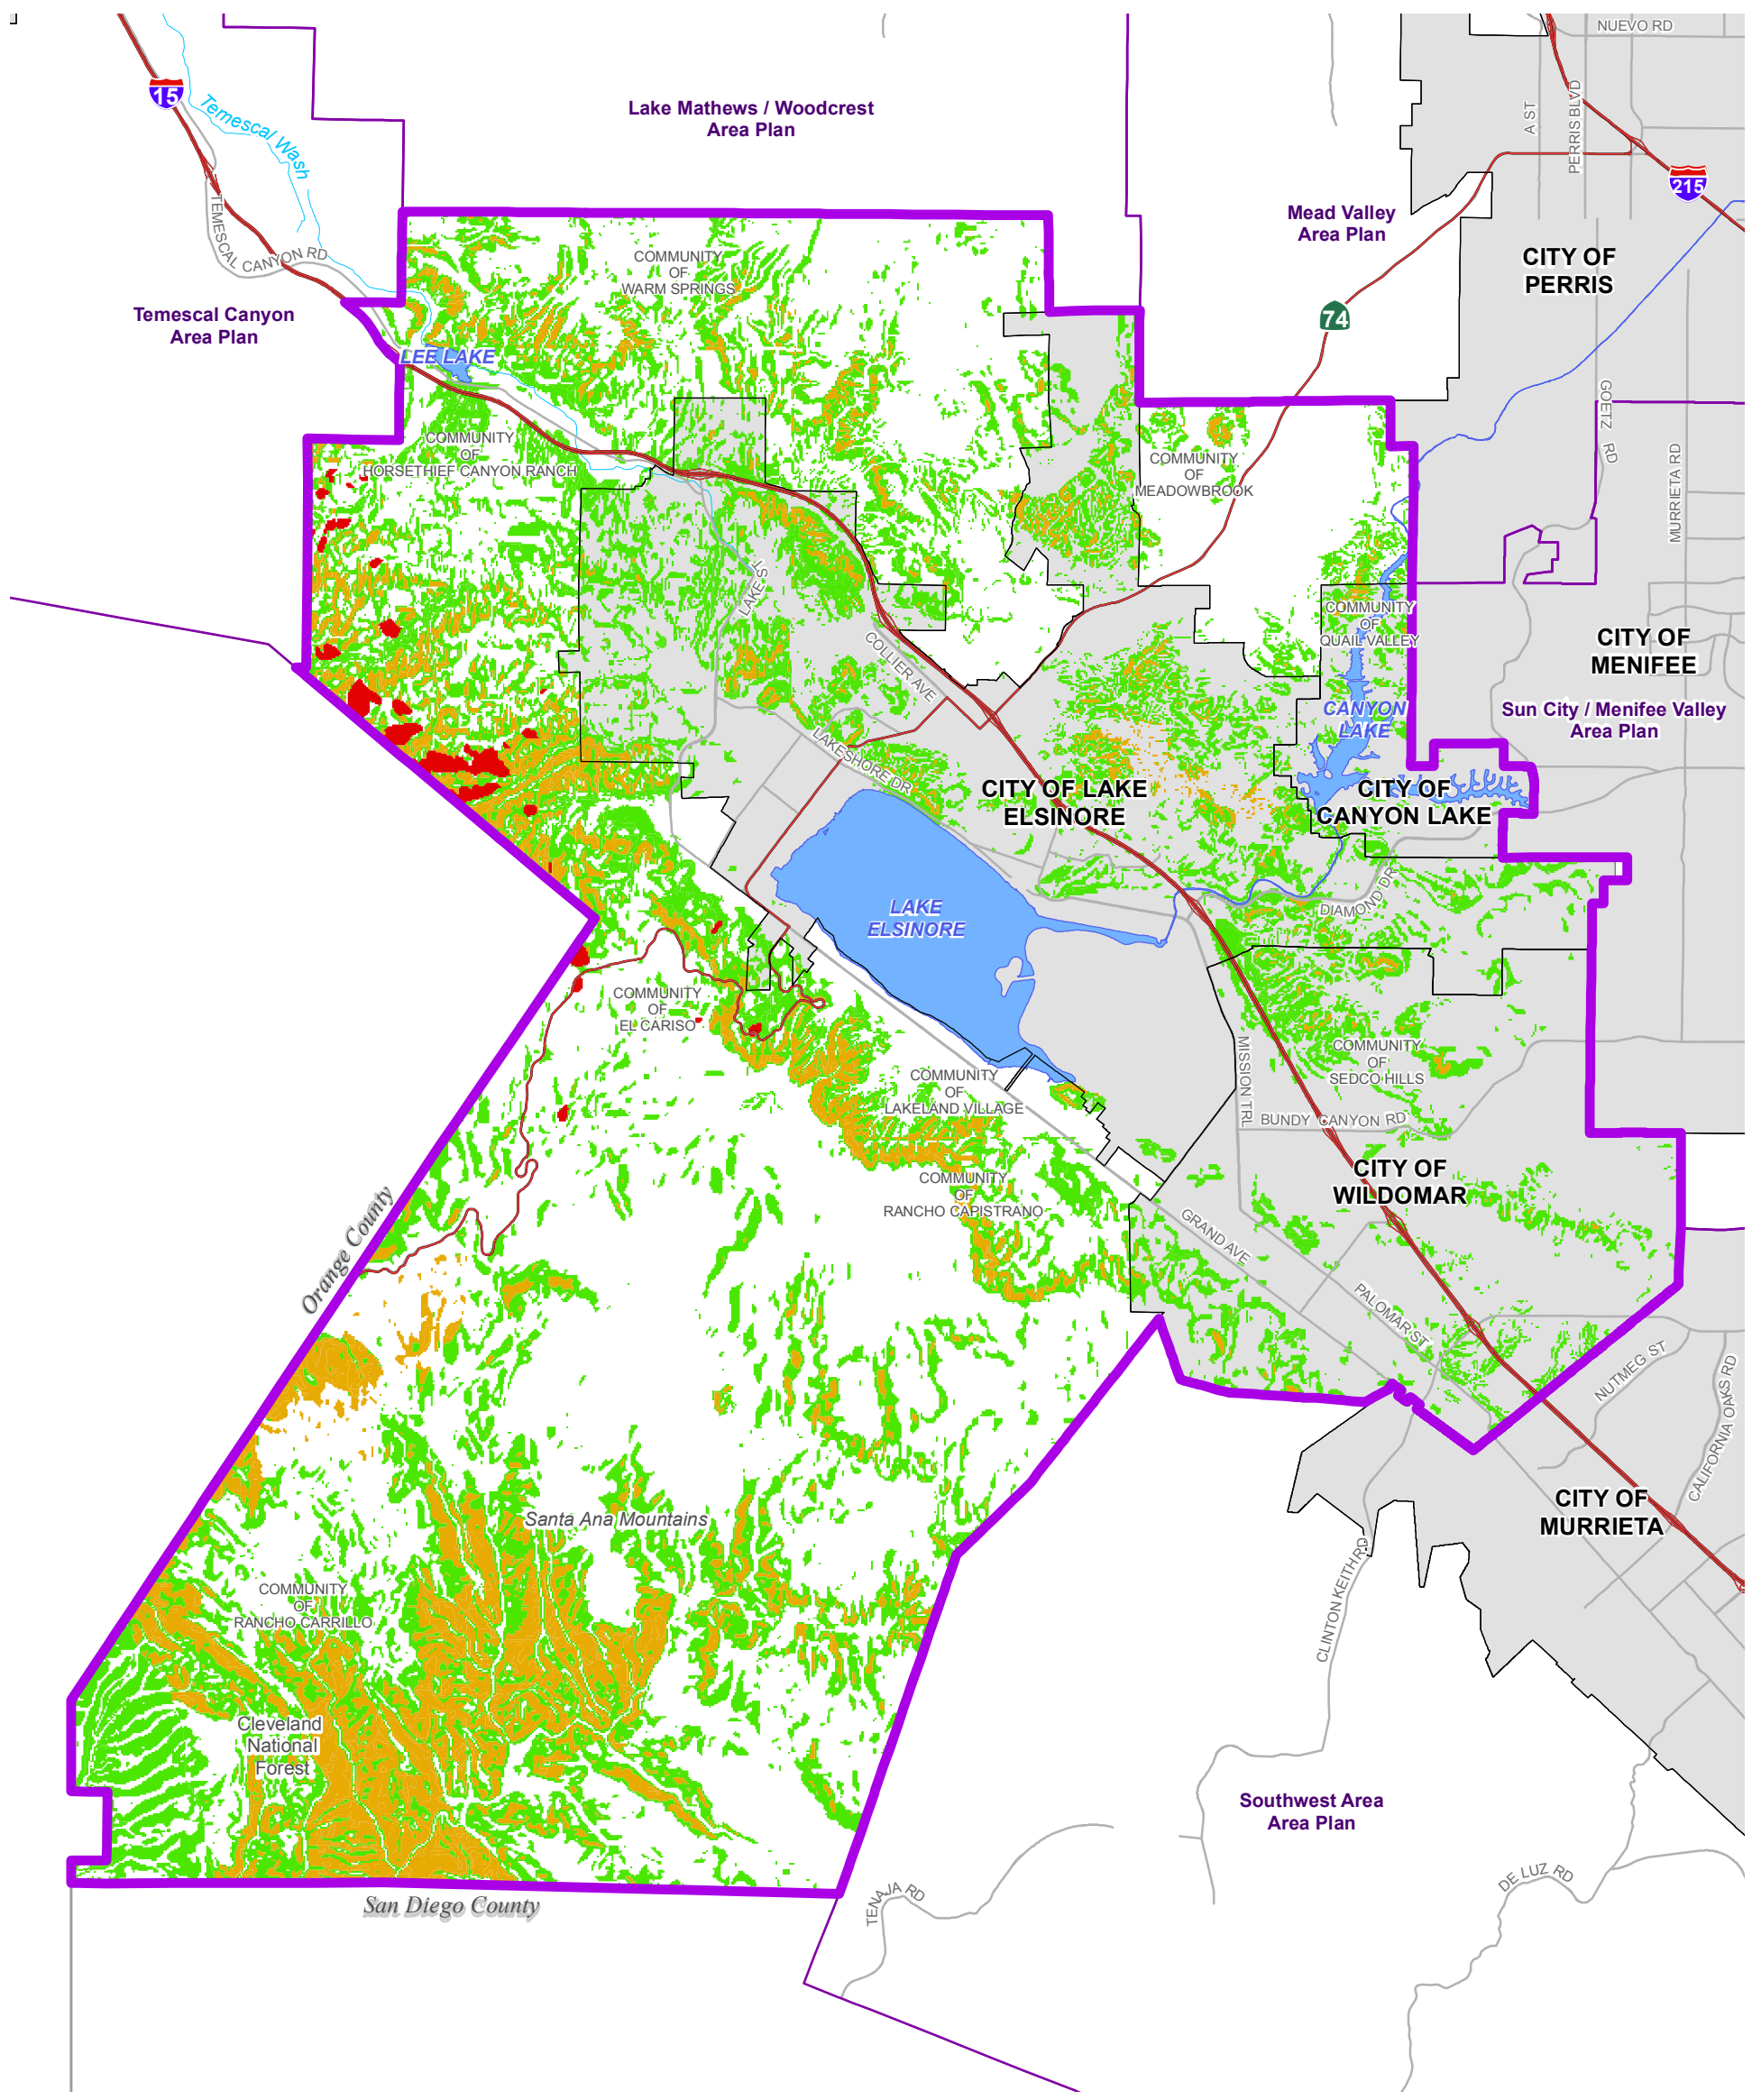 NUEVO RD
15
Temescal Wash
Lake Mathews / Woodcrest
Area Plan
A ST
PERRIS BLVD
215
Mead Valley
Area Plan
TEMESCAL CANYON RD
COMMUNITY
OF
WARM SPRINGS
CITY OF
PERRIS
Temescal Canyon
Area Plan
74
LEE LAKE
GOETZ RD
MURRIETA RD
COMMUNITY
OF
HORSETHIEF CANYON RANCH
COMMUNITY
OF
MEADOWBROOK
LAKE ST
COMMUNITY
OF
QUAIL VALLEY
CITY OF
MENIFEE
COLLIER AVE
CANYON
LAKE
Sun City / Menifee Valley
Area Plan
LAKESHORE DR
CITY OF LAKE
ELSINORE
CITY OF
CANYON LAKE
LAKE
ELSINORE
DIAMOND DR
COMMUNITY
OF
EL CARISO
MISSION TRL
COMMUNITY
OF
SEDCO HILLS
COMMUNITY
OF
LAKELAND VILLAGE
BUNDY CANYON RD
CITY OF
WILDOMAR
COMMUNITY
OF
RANCHO CAPISTRANO
Orange County
GRAND AVE
PALOMAR ST
NUTMEG ST
CALIFORNIA OAKS RD
CITY OF
MURRIETA
Santa Ana Mountains
CLINTON KEITH RD
COMMUNITY
OF
RANCHO CARRILLO
Cleveland
National
Forest
Southwest Area
Area Plan
San Diego County
TENAJA RD
DE LUZ RD